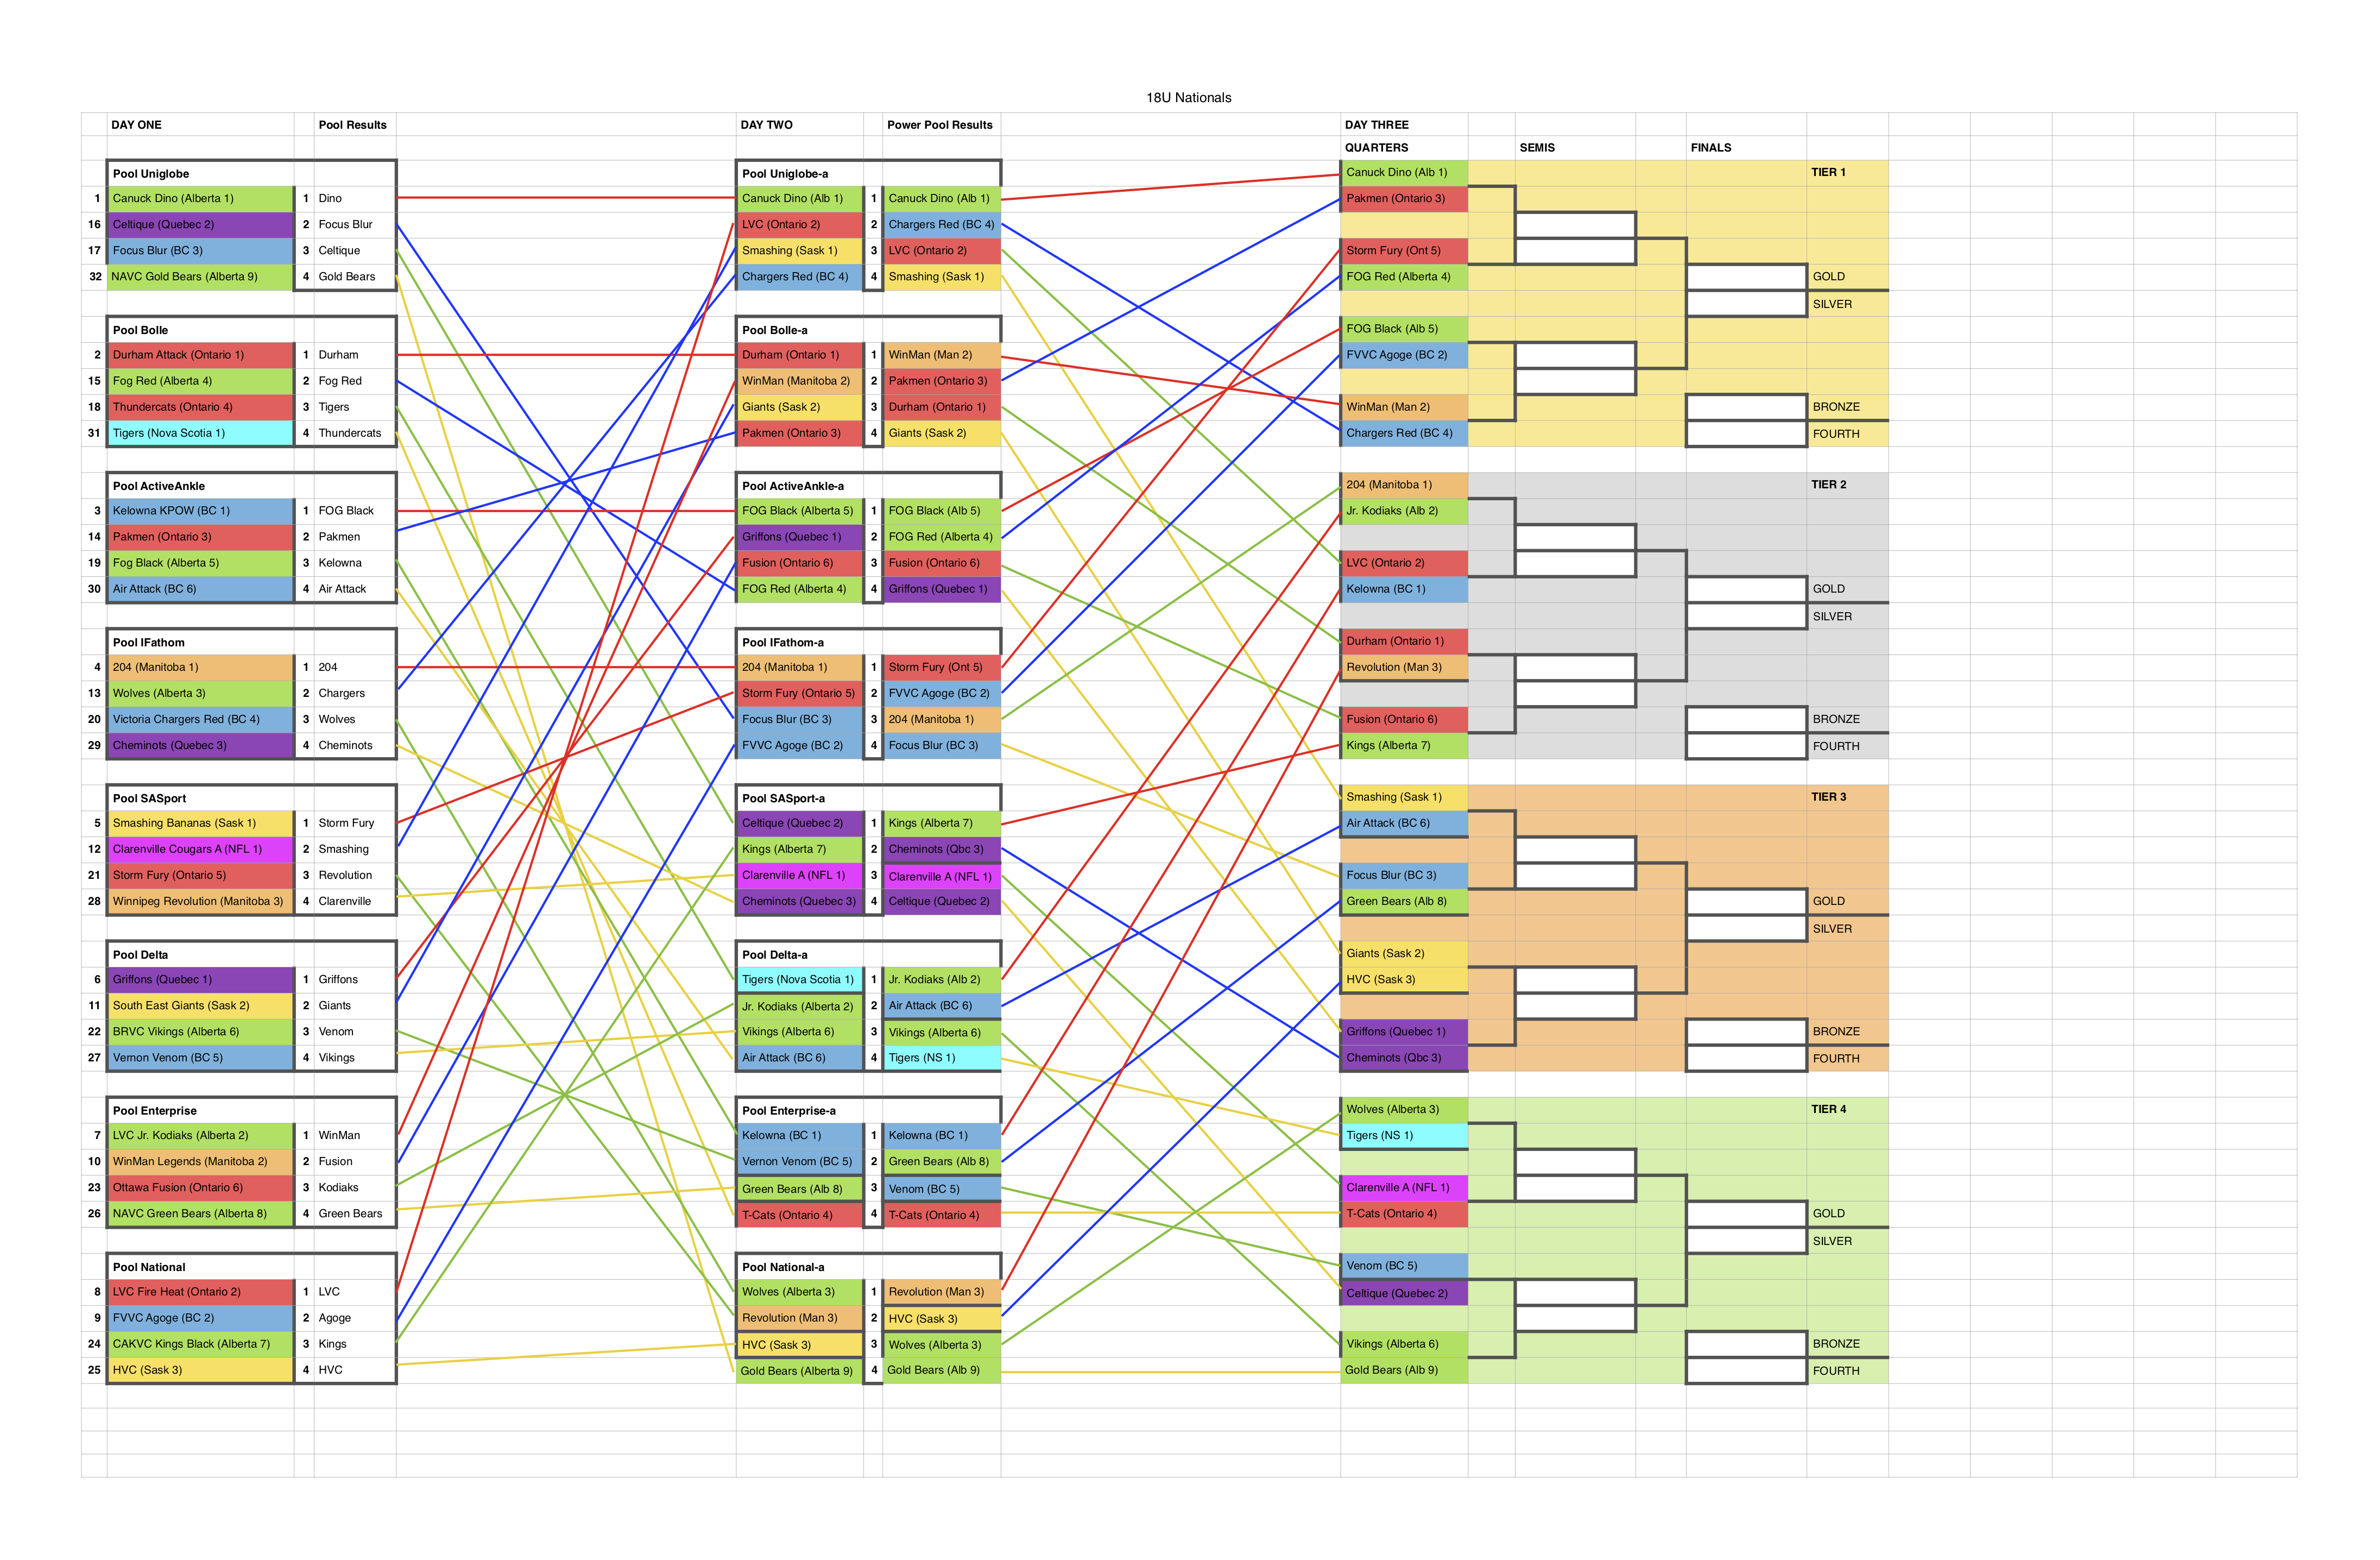 18U Nationals
DAY ONE Pool Results DAY TWO Power Pool Results DAY THREE
QUARTERS SEMIS FINALS
Pool Uniglobe Pool Uniglobe-a Canuck Dino (Alb 1) TIER 1
1 Canuck Dino (Alberta 1) 1 Dino Canuck Dino (Alb 1) 1 Canuck Dino (Alb 1) Pakmen (Ontario 3)
16 Celtique (Quebec 2) 2 Focus Blur LVC (Ontario 2) 2 Chargers Red (BC 4)
17 Focus Blur (BC 3) 3 Celtique Smashing (Sask 1) 3 LVC (Ontario 2) Storm Fury (Ont 5)
32 NAVC Gold Bears (Alberta 9) 4 Gold Bears Chargers Red (BC 4) 4 Smashing (Sask 1) FOG Red (Alberta 4) GOLD
SILVER
Pool Bolle Pool Bolle-a FOG Black (Alb 5)
2 Durham Attack (Ontario 1) 1 Durham Durham (Ontario 1) 1 WinMan (Man 2) FVVC Agoge (BC 2)
15 Fog Red (Alberta 4) 2 Fog Red WinMan (Manitoba 2) 2 Pakmen (Ontario 3)
18 Thundercats (Ontario 4) 3 Tigers Giants (Sask 2) 3 Durham (Ontario 1) WinMan (Man 2) BRONZE
31 Tigers (Nova Scotia 1) 4 Thundercats Pakmen (Ontario 3) 4 Giants (Sask 2) Chargers Red (BC 4) FOURTH
Pool ActiveAnkle Pool ActiveAnkle-a 204 (Manitoba 1) TIER 2
3 Kelowna KPOW (BC 1) 1 FOG Black FOG Black (Alberta 5) 1 FOG Black (Alb 5) Jr. Kodiaks (Alb 2)
14 Pakmen (Ontario 3) 2 Pakmen Griffons (Quebec 1) 2 FOG Red (Alberta 4)
19 Fog Black (Alberta 5) 3 Kelowna Fusion (Ontario 6) 3 Fusion (Ontario 6) LVC (Ontario 2)
30 Air Attack (BC 6) 4 Air Attack FOG Red (Alberta 4) 4 Griffons (Quebec 1) Kelowna (BC 1) GOLD
SILVER
Pool IFathom Pool IFathom-a Durham (Ontario 1)
4 204 (Manitoba 1) 1 204 204 (Manitoba 1) 1 Storm Fury (Ont 5) Revolution (Man 3)
13 Wolves (Alberta 3) 2 Chargers Storm Fury (Ontario 5) 2 FVVC Agoge (BC 2)
20 Victoria Chargers Red (BC 4) 3 Wolves Focus Blur (BC 3) 3 204 (Manitoba 1) Fusion (Ontario 6) BRONZE
29 Cheminots (Quebec 3) 4 Cheminots FVVC Agoge (BC 2) 4 Focus Blur (BC 3) Kings (Alberta 7) FOURTH
Pool SASport Pool SASport-a Smashing (Sask 1) TIER 3
5 Smashing Bananas (Sask 1) 1 Storm Fury Celtique (Quebec 2) 1 Kings (Alberta 7) Air Attack (BC 6)
12 Clarenville Cougars A (NFL 1) 2 Smashing Kings (Alberta 7) 2 Cheminots (Qbc 3)
21 Storm Fury (Ontario 5) 3 Revolution Clarenville A (NFL 1) 3 Clarenville A (NFL 1) Focus Blur (BC 3)
28 Winnipeg Revolution (Manitoba 3) 4 Clarenville Cheminots (Quebec 3) 4 Celtique (Quebec 2) Green Bears (Alb 8) GOLD
SILVER
Pool Delta Pool Delta-a Giants (Sask 2)
6 Griffons (Quebec 1) 1 Griffons Tigers (Nova Scotia 1) 1 Jr. Kodiaks (Alb 2) HVC (Sask 3)
11 South East Giants (Sask 2) 2 Giants Jr. Kodiaks (Alberta 2) 2 Air Attack (BC 6)
22 BRVC Vikings (Alberta 6) 3 Venom Vikings (Alberta 6) 3 Vikings (Alberta 6) Griffons (Quebec 1) BRONZE
27 Vernon Venom (BC 5) 4 Vikings Air Attack (BC 6) 4 Tigers (NS 1) Cheminots (Qbc 3) FOURTH
Pool Enterprise Pool Enterprise-a Wolves (Alberta 3) TIER 4
7 LVC Jr. Kodiaks (Alberta 2) 1 WinMan Kelowna (BC 1) 1 Kelowna (BC 1) Tigers (NS 1)
10 WinMan Legends (Manitoba 2) 2 Fusion Vernon Venom (BC 5) 2 Green Bears (Alb 8)
23 Ottawa Fusion (Ontario 6) 3 Kodiaks Green Bears (Alb 8) 3 Venom (BC 5) Clarenville A (NFL 1)
26 NAVC Green Bears (Alberta 8) 4 Green Bears T-Cats (Ontario 4) 4 T-Cats (Ontario 4) T-Cats (Ontario 4) GOLD
SILVER
Pool National Pool National-a Venom (BC 5)
8 LVC Fire Heat (Ontario 2) 1 LVC Wolves (Alberta 3) 1 Revolution (Man 3) Celtique (Quebec 2)
9 FVVC Agoge (BC 2) 2 Agoge Revolution (Man 3) 2 HVC (Sask 3)
24 CAKVC Kings Black (Alberta 7) 3 Kings HVC (Sask 3) 3 Wolves (Alberta 3) Vikings (Alberta 6) BRONZE
25 HVC (Sask 3) 4 HVC Gold Bears (Alberta 9) 4 Gold Bears (Alb 9) Gold Bears (Alb 9) FOURTH